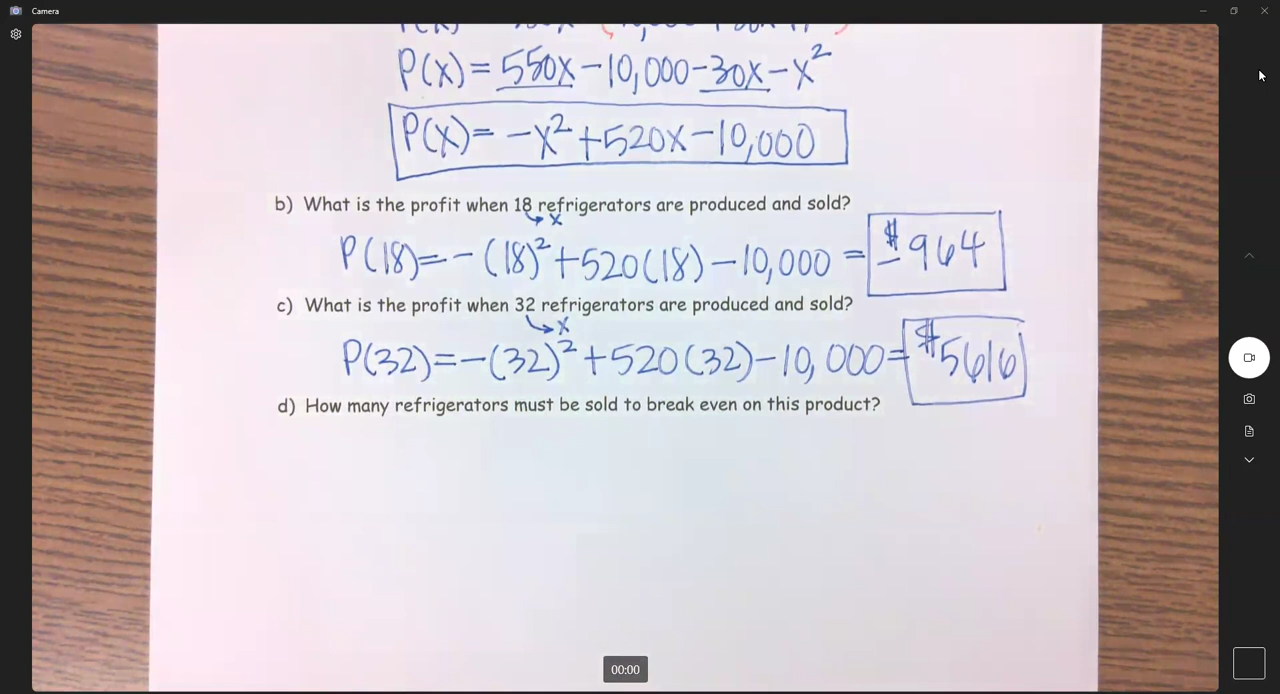 Camera
P(x) = 550x - 10,000 - 30x - x²
P(x) = -x² + 520x - 10,000
b) What is the profit when 18 refrigerators are produced and sold?
↳ x
P(18) = -(18)² + 520(18) - 10,000 = -$964
c) What is the profit when 32 refrigerators are produced and sold?
↳ x
P(32) = -(32)² + 520(32) - 10,000 = $5616
d) How many refrigerators must be sold to break even on this product?
00:00